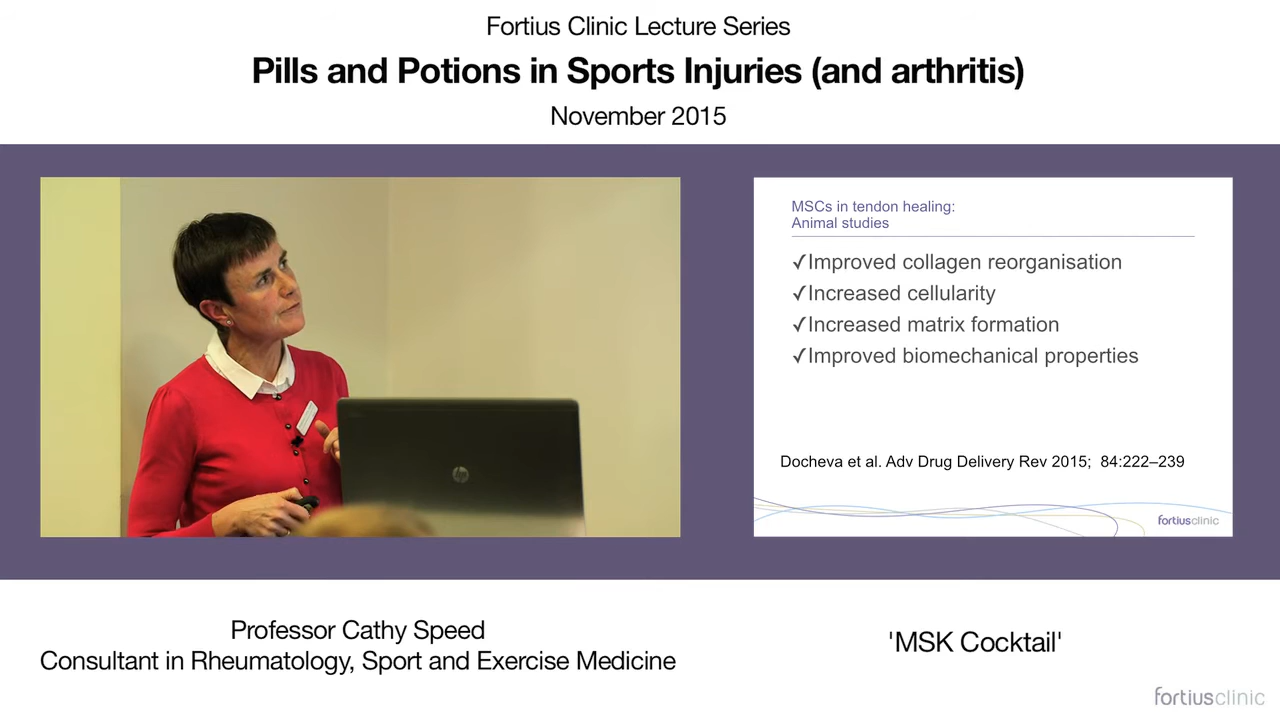 Fortius Clinic Lecture Series
Pills and Potions in Sports Injuries (and arthritis)
November 2015
MSCs in tendon healing:
Animal studies
✓Improved collagen reorganisation
✓Increased cellularity
✓Increased matrix formation
✓Improved biomechanical properties
Docheva et al. Adv Drug Delivery Rev 2015; 84:222–239
fortiusclinic
hp
Professor Cathy Speed
Consultant in Rheumatology, Sport and Exercise Medicine
'MSK Cocktail'
fortiusclinic